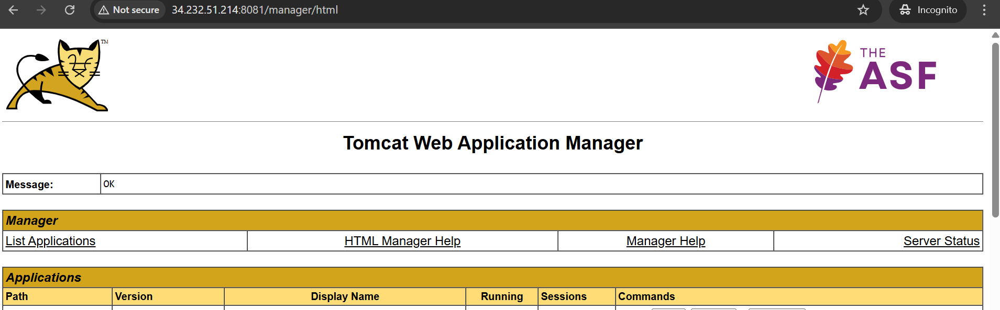 Not secure 34.232.51.214:8081/manager/html Incognito
TM
THE
ASF
Tomcat Web Application Manager
Message: OK
Manager
List Applications HTML Manager Help Manager Help Server Status
Applications
Path Version Display Name Running Sessions Commands